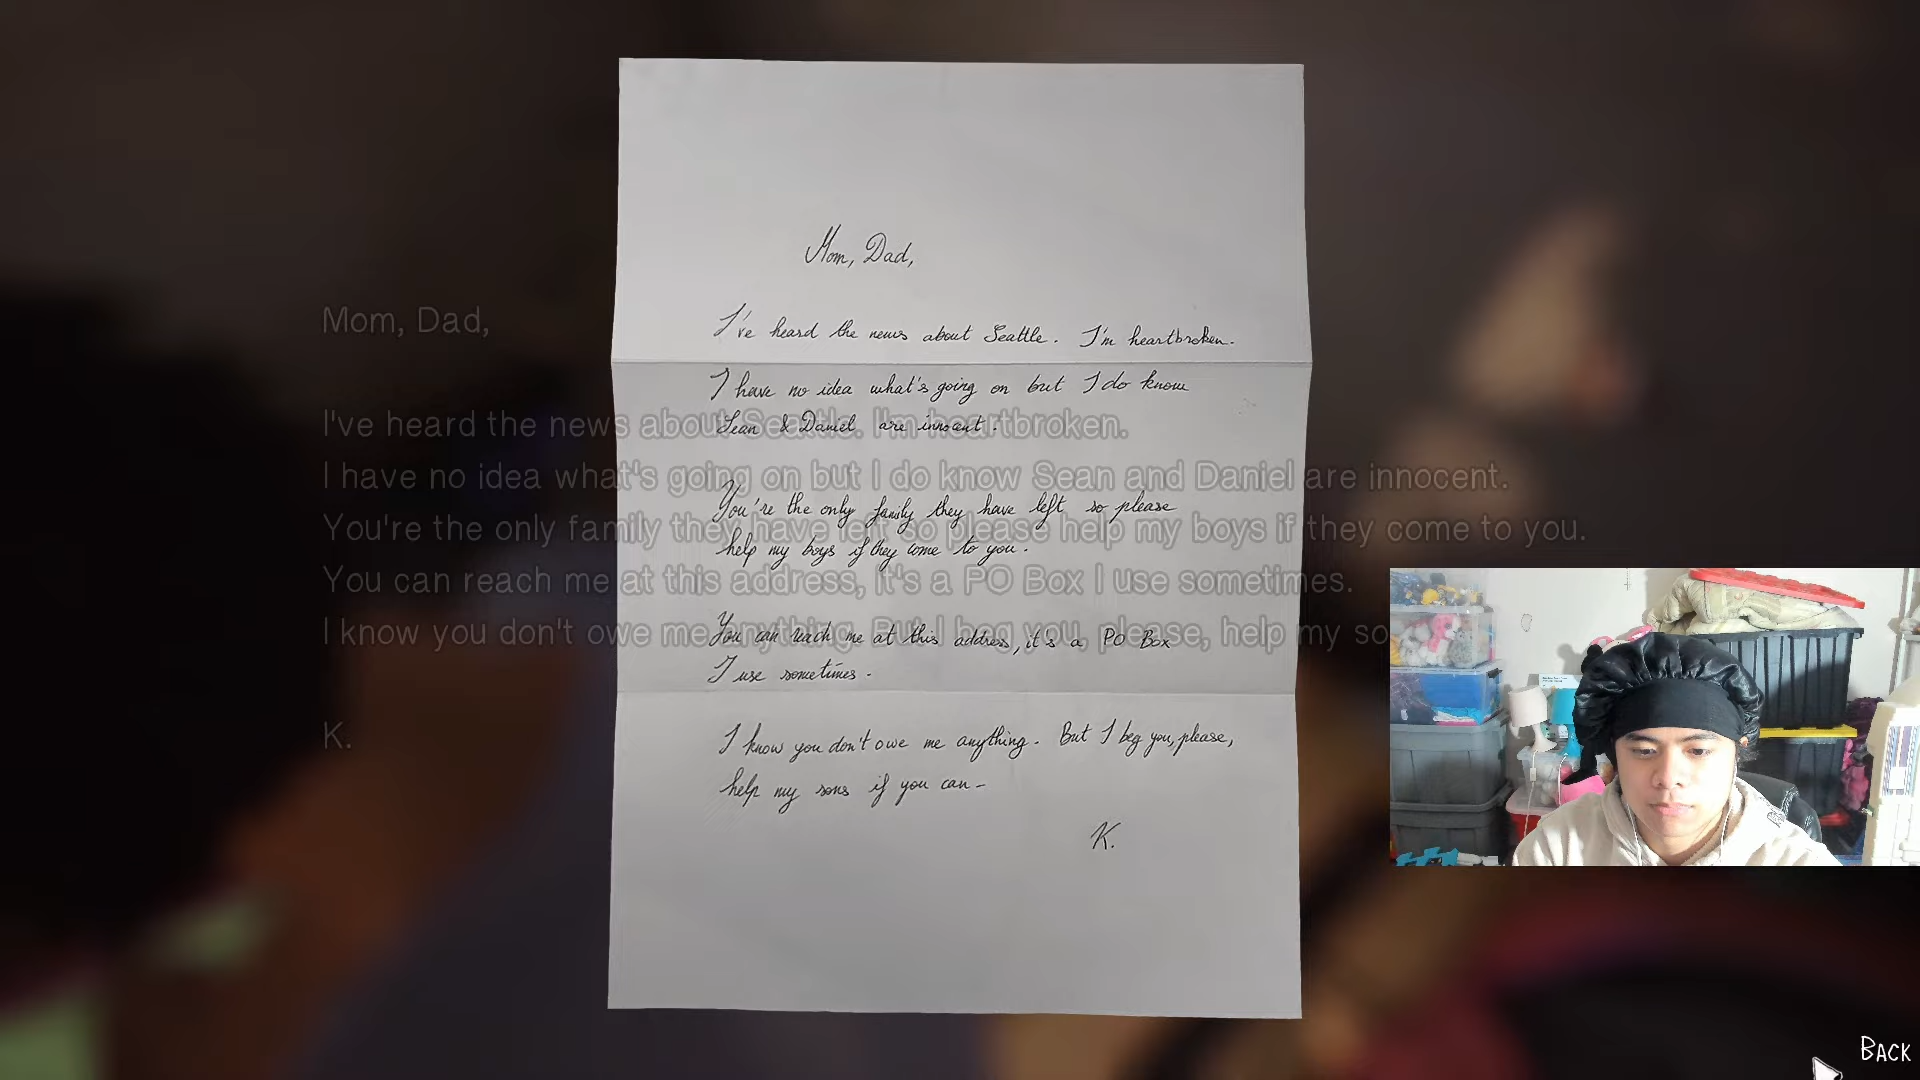 Mom, Dad,
I've heard the news about Seattle. I'm heartbroken.
I have no idea what's going on but I do know
Sean & Daniel are innocent.
You're the only family they have left so please
help my boys if they come to you.
You can reach me at this address, it's a PO Box
I use sometimes.
I know you don't owe me anything. But I beg you, please,
help my sons if you can-
K.
Mom, Dad,
I've heard the news about Seattle. I'm heartbroken.
I have no idea what's going on but I do know Sean and Daniel are innocent.
You're the only family they have left so please help my boys if they come to you.
You can reach me at this address, it's a PO Box I use sometimes.
I know you don't owe me anything. But I beg you, please, help my so
K.
BACK